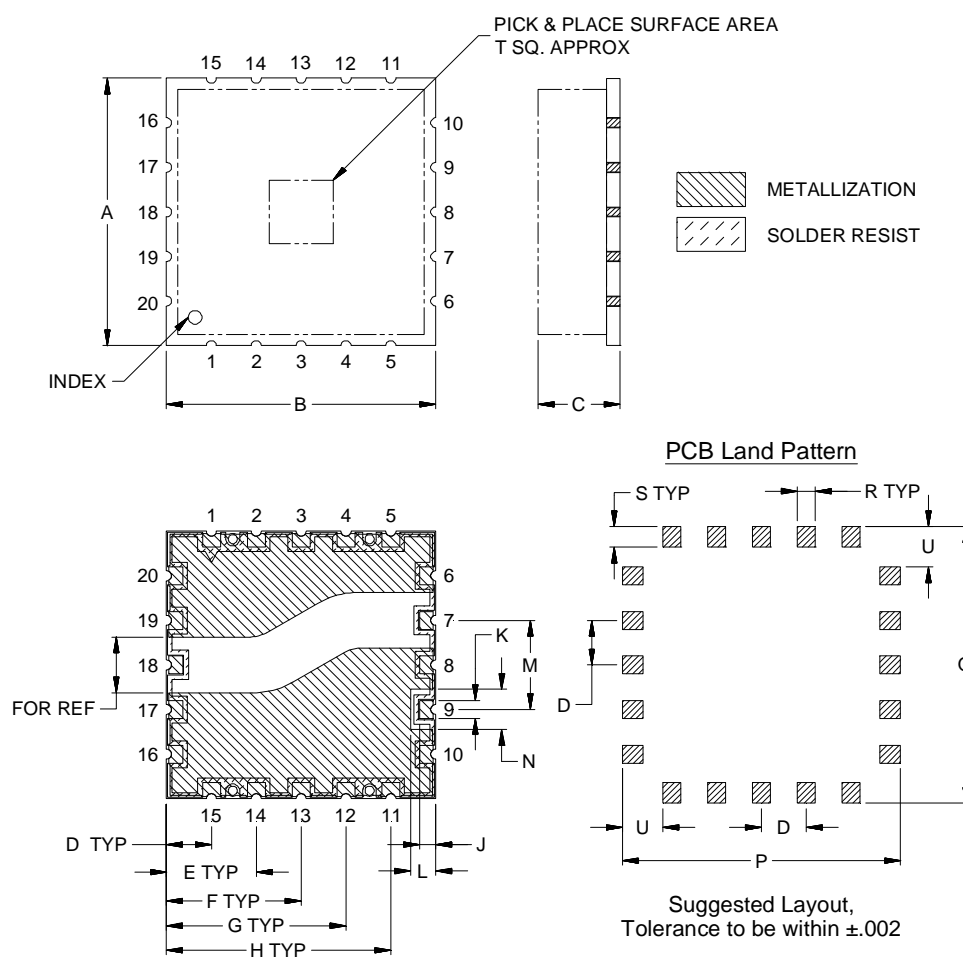 PICK & PLACE SURFACE AREA
T SQ. APPROX
15 14 13 12 11
16 10
17 9
A 18 8
19 7
20 6
1 2 3 4 5
INDEX
B
C
METALLIZATION
SOLDER RESIST
PCB Land Pattern
S TYP
R TYP
U
D
U
D
P
Suggested Layout,
Tolerance to be within ±.002
1 2 3 4 5
20 6
19 7
K
M
18 8
FOR REF
17 9
N
16 10
15 14 13 12 11
D TYP
J
E TYP
L
F TYP
G TYP
H TYP